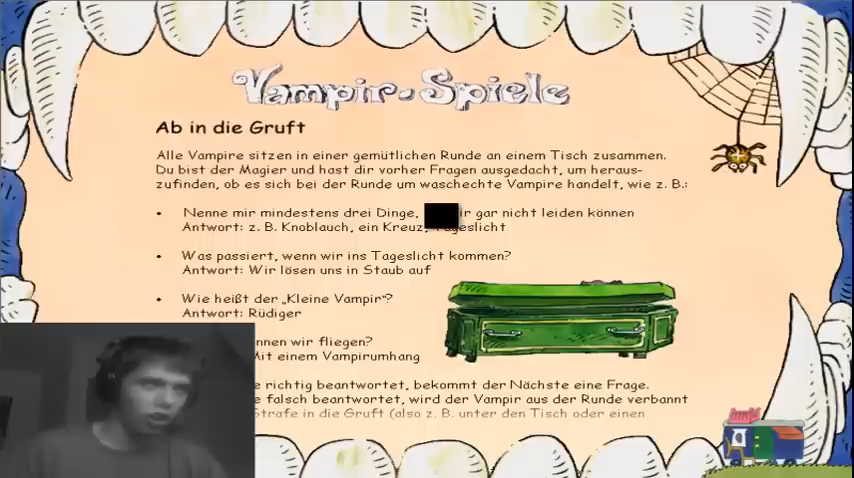 Vampir-Spiele
Ab in die Gruft
Alle Vampire sitzen in einer gemütlichen Runde an einem Tisch zusammen.
Du bist der Magier und hast dir vorher Fragen ausgedacht, um heraus-
zufinden, ob es sich bei der Runde um waschechte Vampire handelt, wie z. B.:
• Nenne mir mindestens drei Dinge, ir gar nicht leiden können
Antwort: z. B. Knoblauch, ein Kreuz, Tageslicht
• Was passiert, wenn wir ins Tageslicht kommen?
Antwort: Wir lösen uns in Staub auf
• Wie heißt der „Kleine Vampir"?
Antwort: Rüdiger
nnen wir fliegen?
Mit einem Vampirumhang
e richtig beantwortet, bekommt der Nächste eine Frage.
e falsch beantwortet, wird der Vampir aus der Runde verbannt
Strafe in die Gruft (also z. B. unter den Tisch oder einen